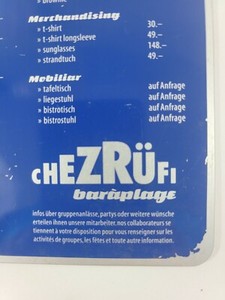 » brownie
Merchandising
» t-shirt 30.–
» t-shirt longsleeve 49.–
» sunglasses 148.–
» strandtuch 49.–
Mobiliar
» tafeltisch auf Anfrage
» liegestuhl auf Anfrage
» bistrotisch auf Anfrage
» bistrostuhl auf Anfrage
CHEZRÜFI
baràplage
infos über gruppenanlässe, partys oder weitere wünsche
erteilen ihnen unsere mitarbeiter. nos collaborateurs se
tiennent à votre disposition pour vous renseigner sur les
activités de groupes, les fêtes et toute autre information.